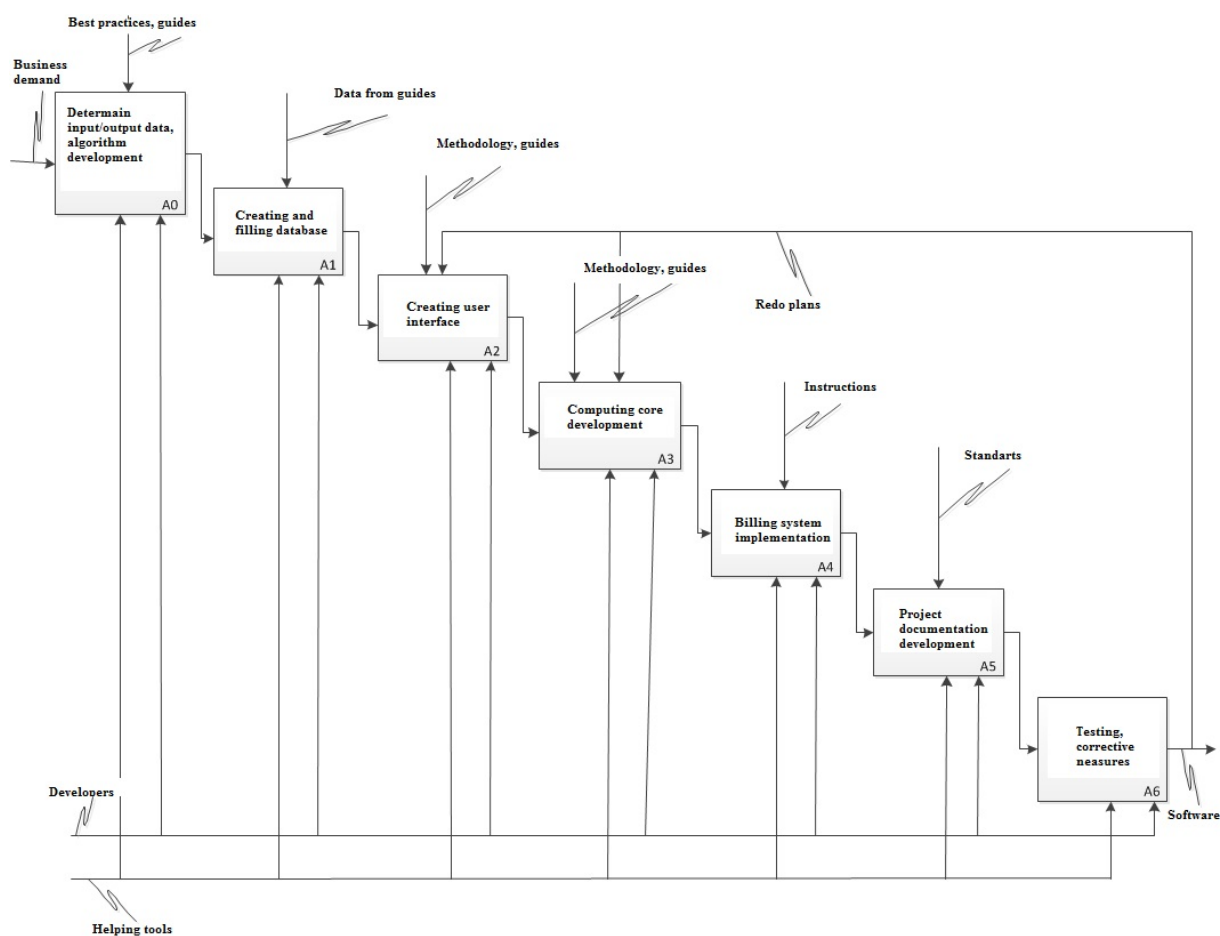 Best practices, guides
Business
demand
Determain
input/output data,
algorithm
development
A0
Data from guides
Creating and
filling database
A1
Methodology, guides
Creating user
interface
A2
Methodology, guides
Redo plans
Computing core
development
A3
Instructions
Billing system
implementation
A4
Standarts
Project
documentation
development
A5
Testing,
corrective
neasures
A6
Developers
Software
Helping tools